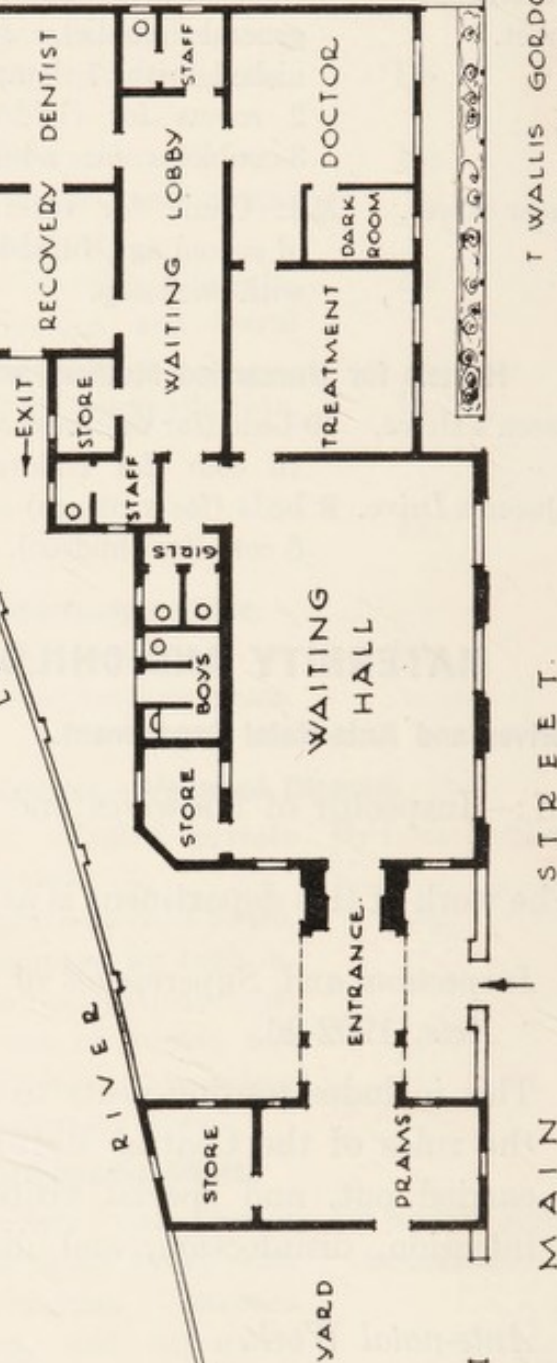 DENTIST
STAFF
DOCTOR
T WALLIS GORDO
RECOVERY
WAITING LOBBY
DARK
ROOM
TREATMENT
EXIT
STORE
STAFF
GIRLS
BOYS
WAITING
HALL
STORE
ENTRANCE.
RIVER
STORE
PRAMS
YARD
MAIN STREET.